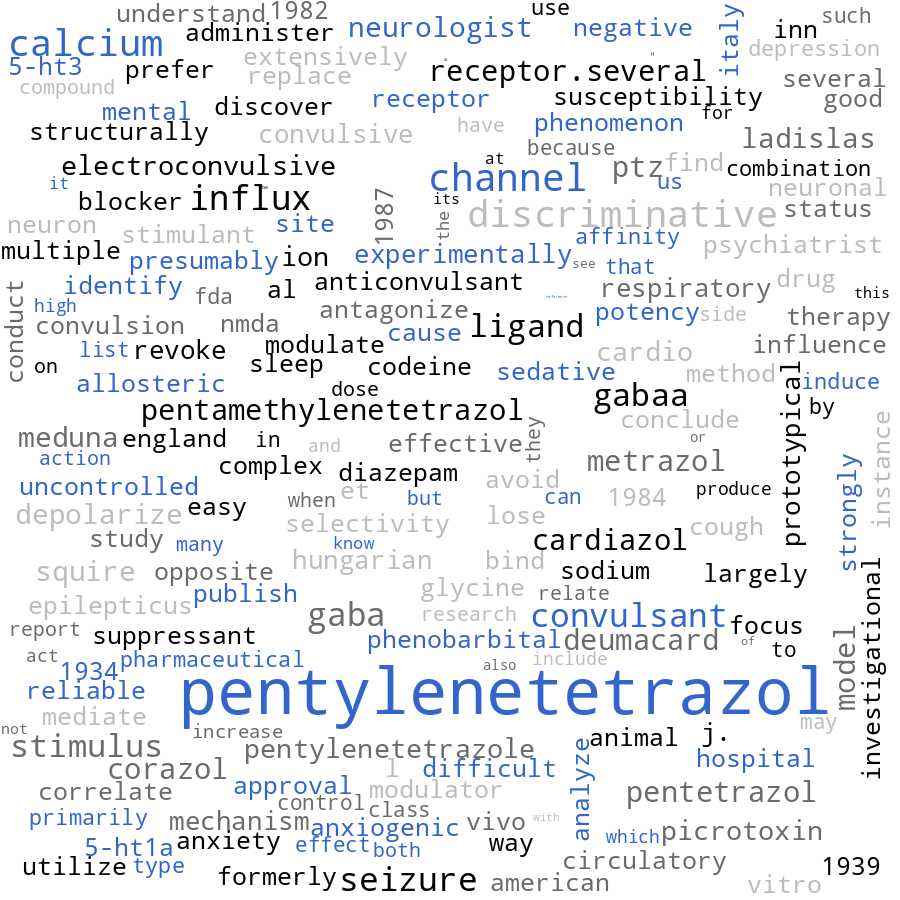 understand 1982 use such
calcium administer neurologist negative italy inn
5-ht3 prefer extensively receptor.several depression
compound replace several
mental discover receptor susceptibility for good
structurally convulsive have phenomenon ladislas
electroconvulsive at because ptz find combination
it blocker influx 1987 its channel us neuronal
neuron stimulant site the discriminative status
multiple presumably ion experimentally affinity psychiatrist
see that
conduct identify fda al anticonvulsant respiratory drug
high reference this
convulsion nmda antagonize cause ligand potency side therapy
list revoke modulate cardio influence
on sleep codeine sedative method induce
allosteric dose gabaa prototypical by
pentamethylenetetrazol conclude
meduna england in and effective they or instance
action complex diazepam metrazol
uncontrolled et avoid strongly
easy when but can 1984 produce
depolarize selectivity lose cough
study many know cardiazol
squire opposite hungarian bind sodium largely
epilepticus publish glycine relate
gaba research convulsant focus
report suppressant phenobarbital deumacard of to model investigational
act 1934 pharmaceutical also include
reliable pentylenetetrazol
mediate may
not increase
stimulus pentylenetetrazole animal j.
corazol l difficult analyze hospital
correlate approval modulator pentetrazol
control class
primarily mechanism anxiogenic vivo with which picrotoxin
5-ht1a anxiety effect both way
utilize type circulatory 1939
formerly seizure american vitro